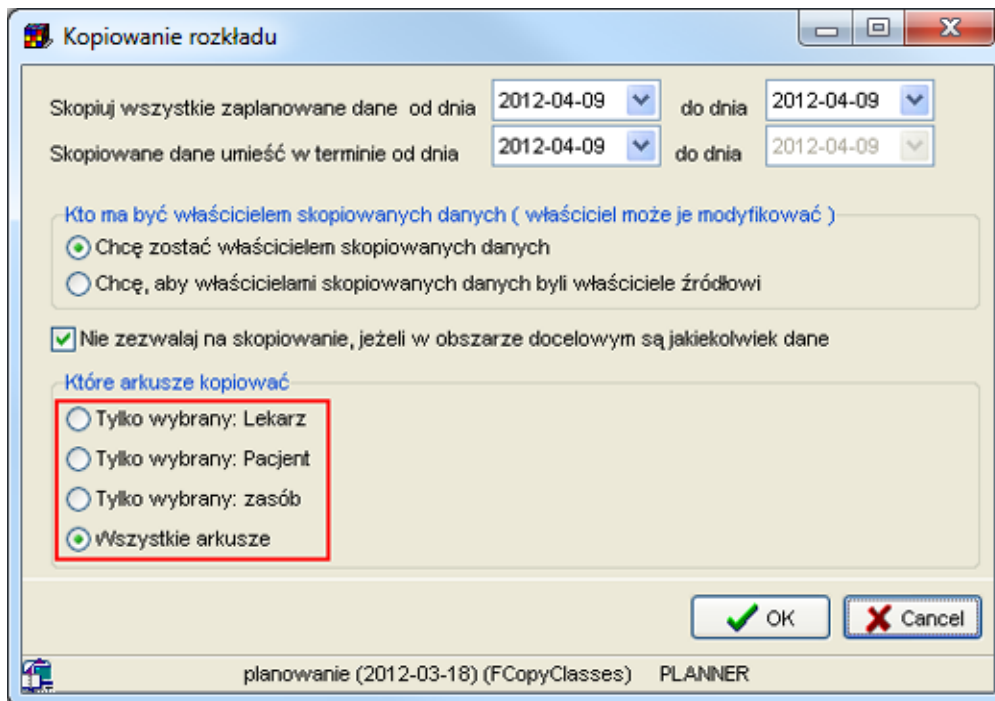 Kopiowanie rozkładu
Skopiuj wszystkie zaplanowane dane od dnia 2012-04-09 do dnia 2012-04-09
Skopiowane dane umieść w terminie od dnia 2012-04-09 do dnia 2012-04-09
Kto ma być właścicielem skopiowanych danych ( właściciel może je modyfikować )
Chcę zostać właścicielem skopiowanych danych
Chcę, aby właścicielami skopiowanych danych byli właściciele źródłowi
Nie zezwalaj na skopiowanie, jeżeli w obszarze docelowym są jakiekolwiek dane
Które arkusze kopiować
Tylko wybrany: Lekarz
Tylko wybrany: Pacjent
Tylko wybrany: zasób
Wszystkie arkusze
OK Cancel
planowanie (2012-03-18) (FCopyClasses) PLANNER